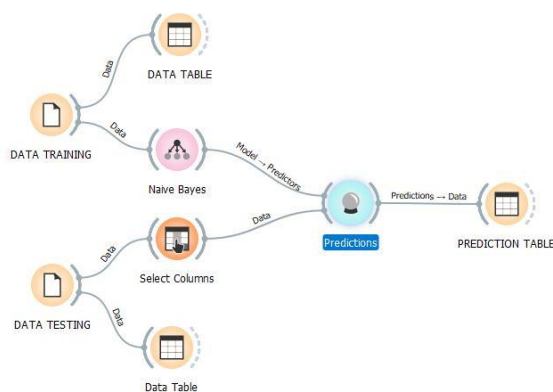 Data
DATA TABLE
Data
DATA TRAINING
Naive Bayes
Model → Predictors
Data
Predictions
Predictions → Data
PREDICTION TABLE
Data
Select Columns
DATA TESTING
Data
Data Table